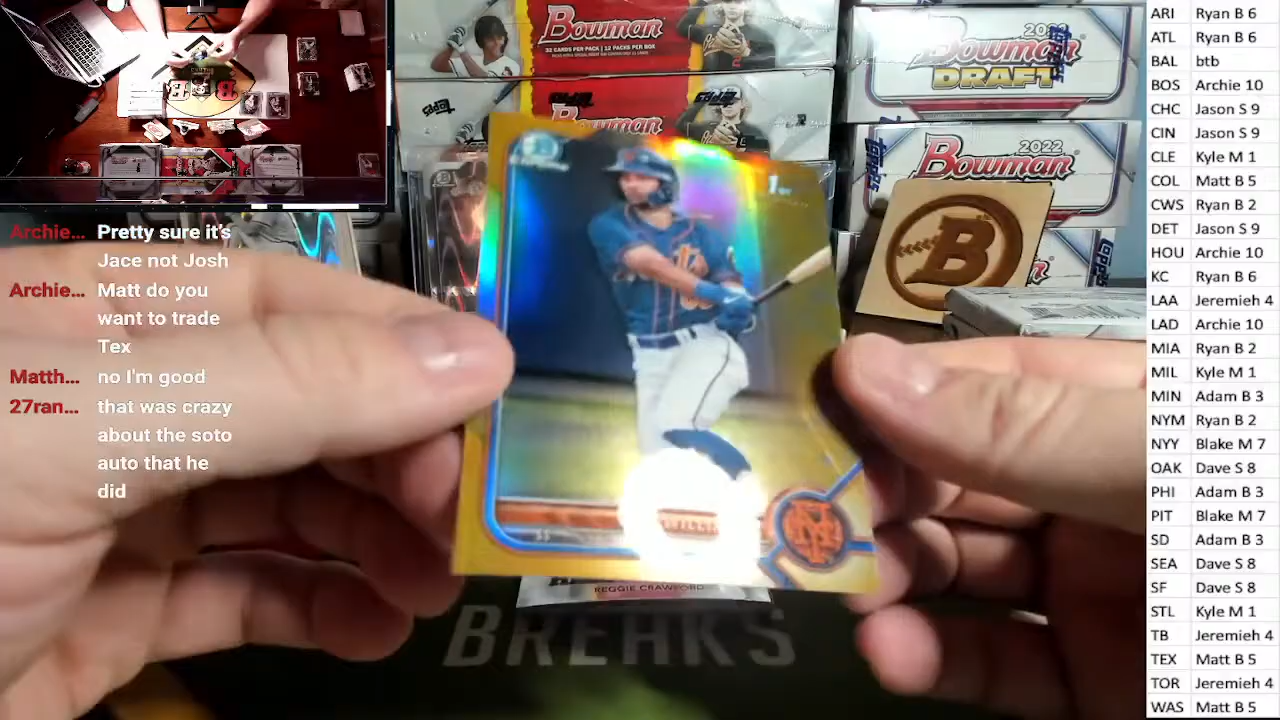 Archie... Pretty sure it's
Jace not Josh
Archie... Matt do you
want to trade
Tex
Matth... no I'm good
27ran... that was crazy
about the soto
auto that he
did
Bowman
32 CARDS PER PACK | 12 PACKS PER BOX
Bowman
topps
topps
2022
Bowman
DRAFT
topps
2022
Bowman
topps
B
1st
SS
REGGIE CRAWFORD
BREAKS
ARI Ryan B 6
ATL Ryan B 6
BAL btb
BOS Archie 10
CHC Jason S 9
CIN Jason S 9
CLE Kyle M 1
COL Matt B 5
CWS Ryan B 2
DET Jason S 9
HOU Archie 10
KC Ryan B 6
LAA Jeremieh 4
LAD Archie 10
MIA Ryan B 2
MIL Kyle M 1
MIN Adam B 3
NYM Ryan B 2
NYY Blake M 7
OAK Dave S 8
PHI Adam B 3
PIT Blake M 7
SD Adam B 3
SEA Dave S 8
SF Dave S 8
STL Kyle M 1
TB Jeremieh 4
TEX Matt B 5
TOR Jeremieh 4
WAS Matt B 5